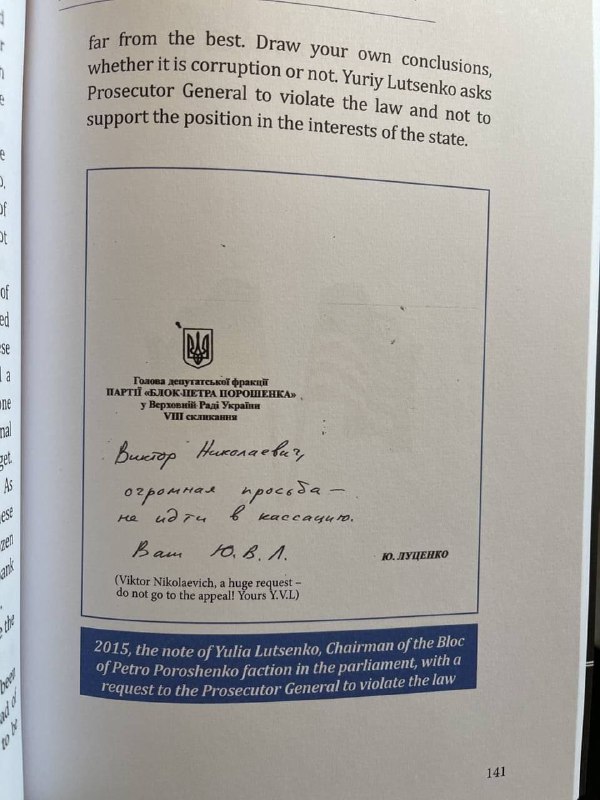 far from the best. Draw your own conclusions,
whether it is corruption or not. Yuriy Lutsenko asks
Prosecutor General to violate the law and not to
support the position in the interests of the state.
Голова депутатської фракції
ПАРТІЇ «БЛОК ПЕТРА ПОРОШЕНКА»
у Верховній Раді України
VIII скликання
Виктор Николаевич,
огромная просьба –
не идти в кассацию.
Ваш Ю.В.Л.
Ю. ЛУЦЕНКО
(Viktor Nikolaevich, a huge request –
do not go to the appeal! Yours Y.V.L)
2015, the note of Yulia Lutsenko, Chairman of the Bloc
of Petro Poroshenko faction in the parliament, with a
request to the Prosecutor General to violate the law
141